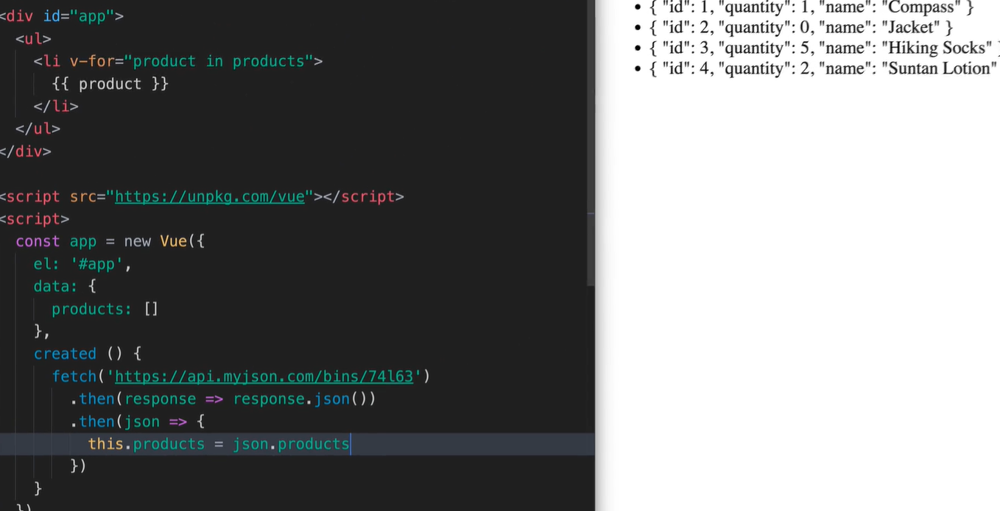 <div id="app">
<ul>
<li v-for="product in products">
{{ product }}
</li>
</ul>
</div>
<script src="https://unpkg.com/vue"></script>
<script>
const app = new Vue({
el: '#app',
data: {
products: []
},
created () {
fetch('https://api.myjson.com/bins/74l63')
.then(response => response.json())
.then(json => {
this.products = json.products
})
}
})
{ "id": 1, "quantity": 1, "name": "Compass" }
{ "id": 2, "quantity": 0, "name": "Jacket" }
{ "id": 3, "quantity": 5, "name": "Hiking Socks" }
{ "id": 4, "quantity": 2, "name": "Suntan Lotion"